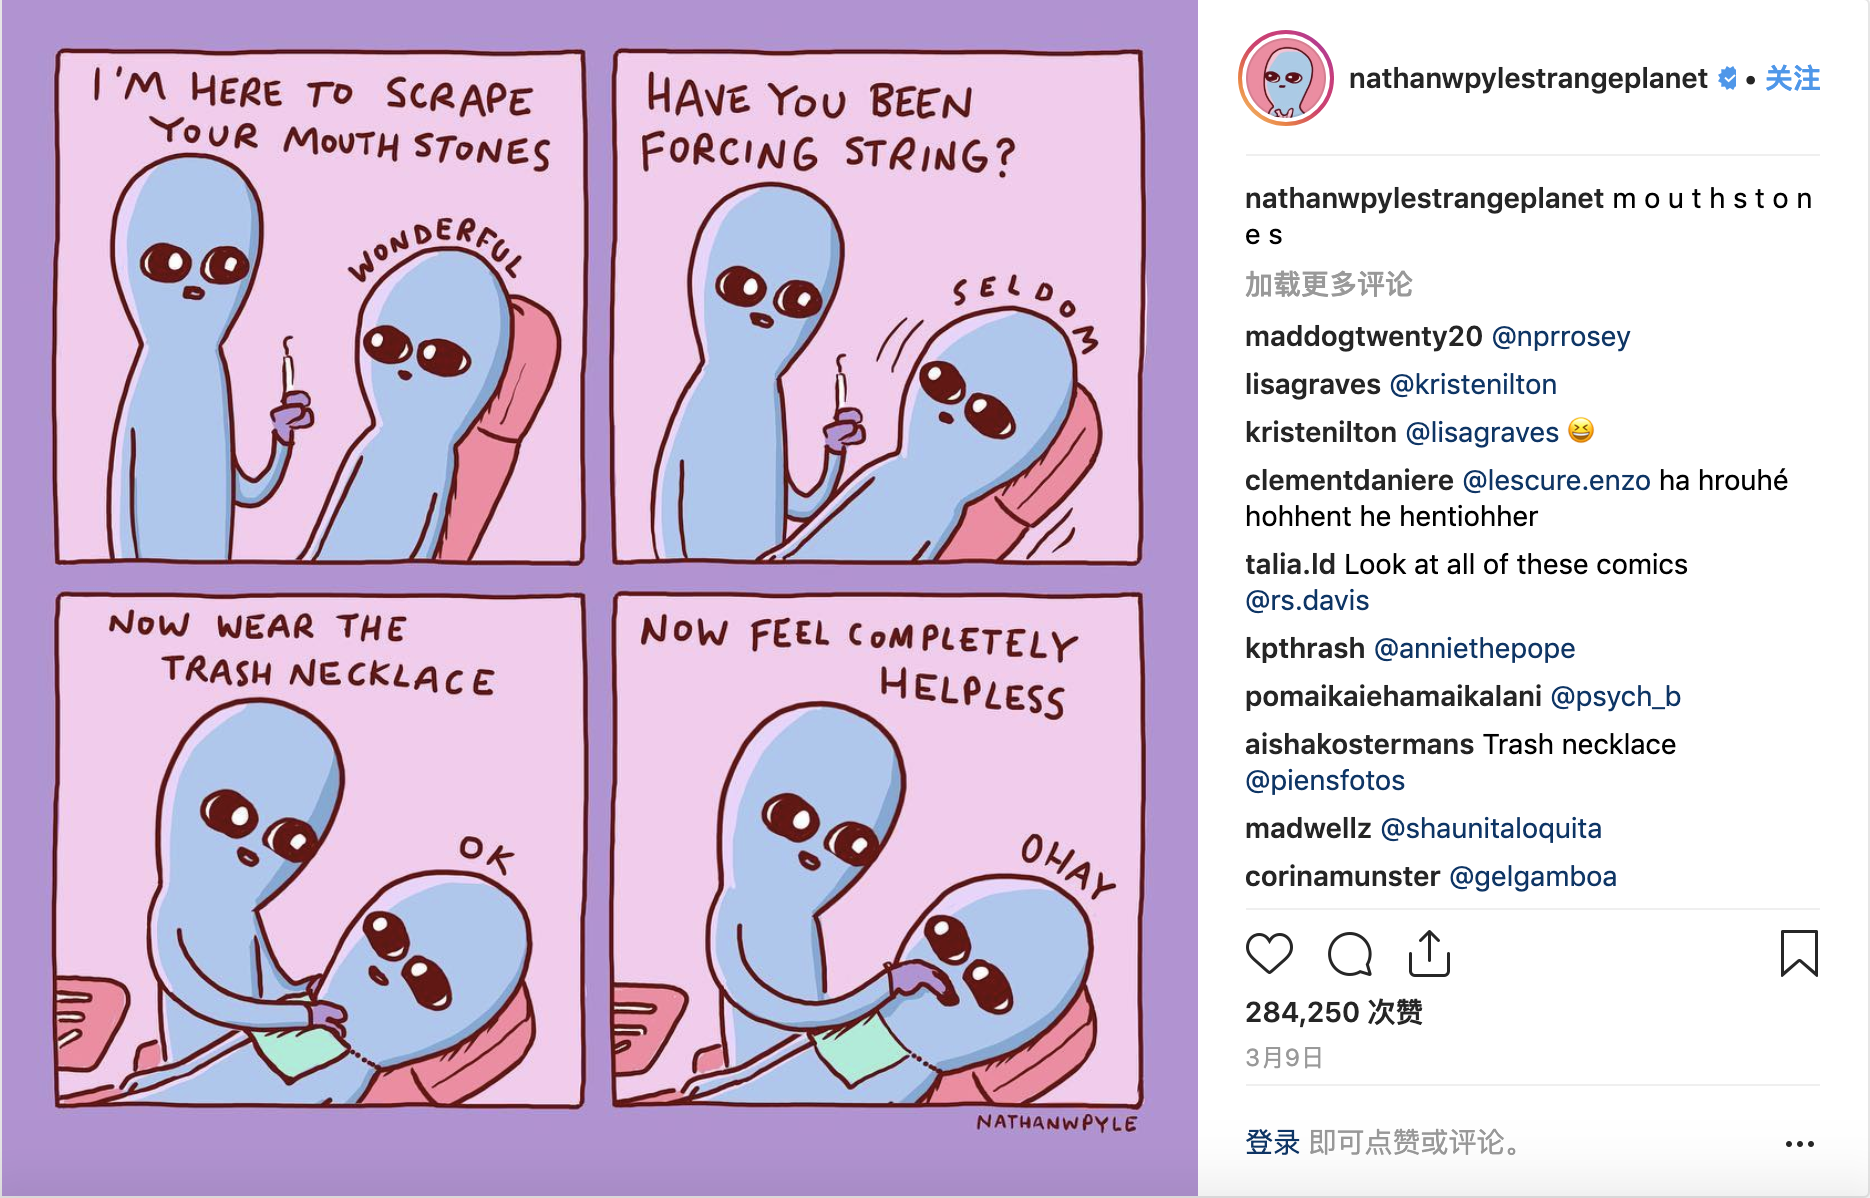 I'M HERE TO SCRAPE
YOUR MOUTH STONES
WONDERFUL
HAVE YOU BEEN
FORCING STRING?
SELDOM
NOW WEAR THE
TRASH NECKLACE
OK
NOW FEEL COMPLETELY
HELPLESS
OHAY
NATHANWPYLE
nathanwpylestrangeplanet • 关注
nathanwpylestrangeplanet m o u t h s t o n
e s
加载更多评论
maddogtwenty20 @nprrosey
lisagraves @kristenilton
kristenilton @lisagraves 😆
clementdaniere @lescure.enzo ha hrouhé
hohhent he hentiohher
talia.ld Look at all of these comics
@rs.davis
kpthrash @anniethepope
pomaikaiehamaikalani @psych_b
aishakostermans Trash necklace
@piensfotos
madwellz @shaunitaloquita
corinamunster @gelgamboa
284,250 次赞
3月9日
登录 即可点赞或评论。